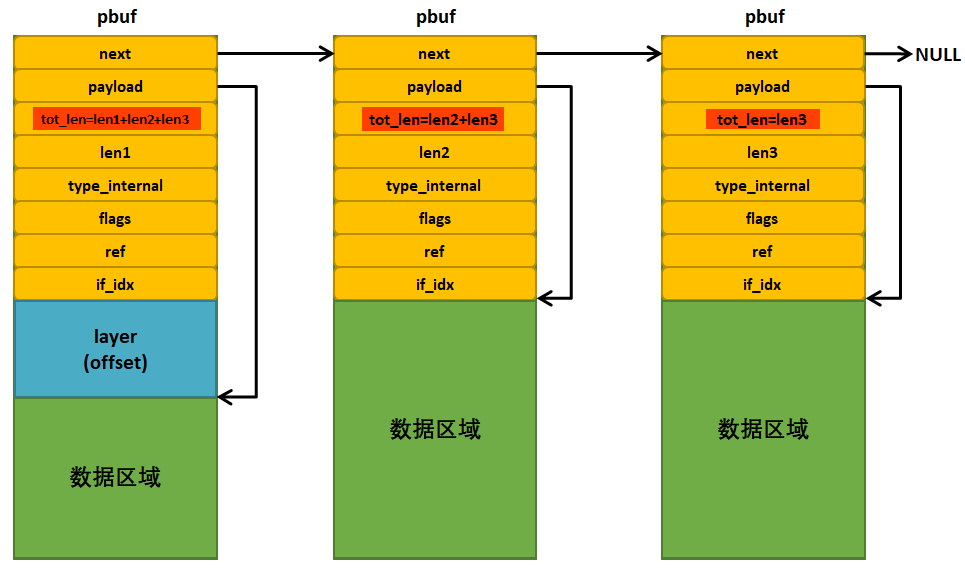 pbuf
next
payload
tot_len=len1+len2+len3
len1
type_internal
flags
ref
if_idx
layer
(offset)
数据区域
pbuf
next
payload
tot_len=len2+len3
len2
type_internal
flags
ref
if_idx
数据区域
pbuf
next
payload
tot_len=len3
len3
type_internal
flags
ref
if_idx
数据区域
NULL